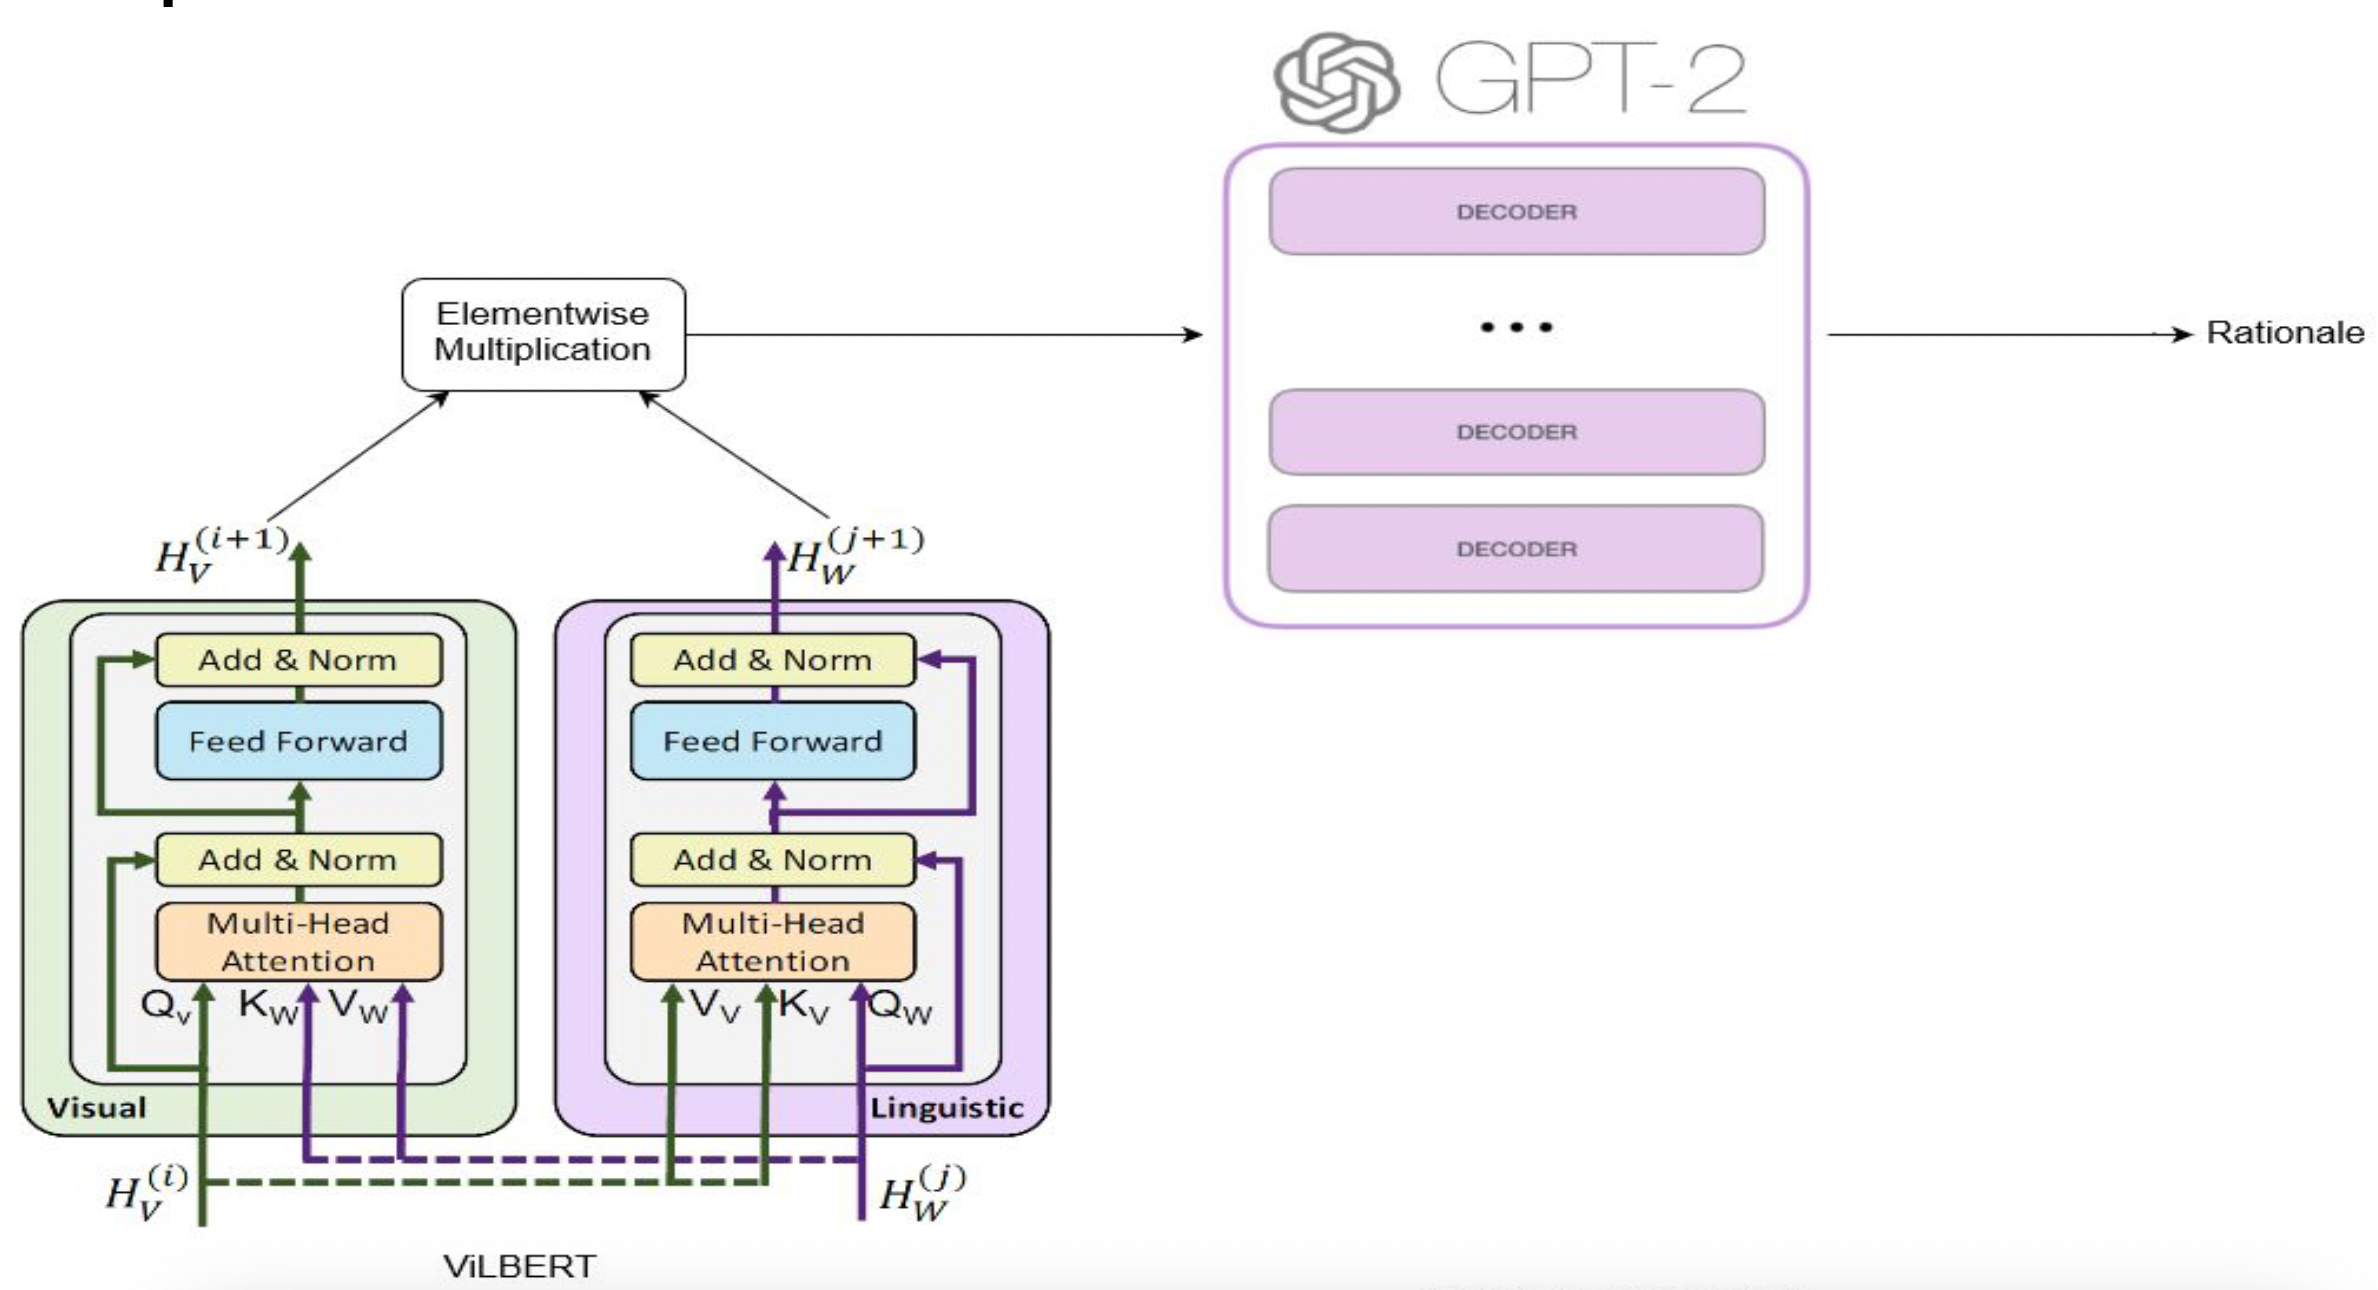 GPT-2
DECODER
...
DECODER
DECODER
Rationale
Elementwise
Multiplication
H_V^(i+1)
H_W^(j+1)
Add & Norm
Feed Forward
Add & Norm
Multi-Head
Attention
Q_v K_W V_W
Visual
H_V^(i)
Add & Norm
Feed Forward
Add & Norm
Multi-Head
Attention
V_V K_V Q_W
Linguistic
H_W^(j)
ViLBERT